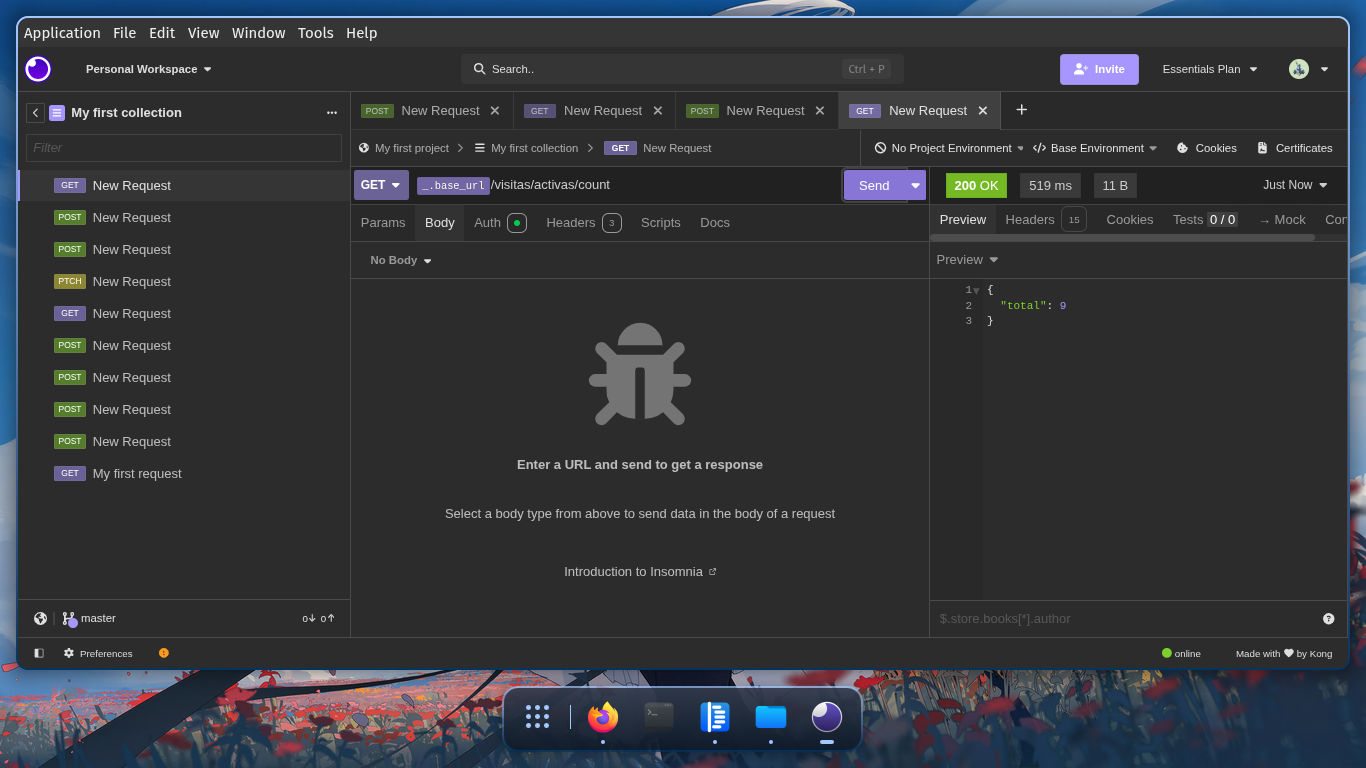 Application File Edit View Window Tools Help
Personal Workspace
Search..
Ctrl + P
Invite
Essentials Plan
My first collection
Filter
GET New Request
POST New Request
POST New Request
PTCH New Request
GET New Request
POST New Request
POST New Request
POST New Request
POST New Request
GET My first request
master
0 0
POST New Request
GET New Request
POST New Request
GET New Request
My first project
My first collection
GET New Request
No Project Environment
Base Environment
Cookies
Certificates
GET
_.base_url/visitas/activas/count
Send
Params Body Auth Headers 3 Scripts Docs
No Body
Enter a URL and send to get a response
Select a body type from above to send data in the body of a request
Introduction to Insomnia
200 OK
519 ms
11 B
Just Now
Preview Headers 15 Cookies Tests 0 / 0 → Mock Con
Preview
1 {
2 "total": 9
3 }
$.store.books[*].author
Preferences
online
Made with ♥ by Kong